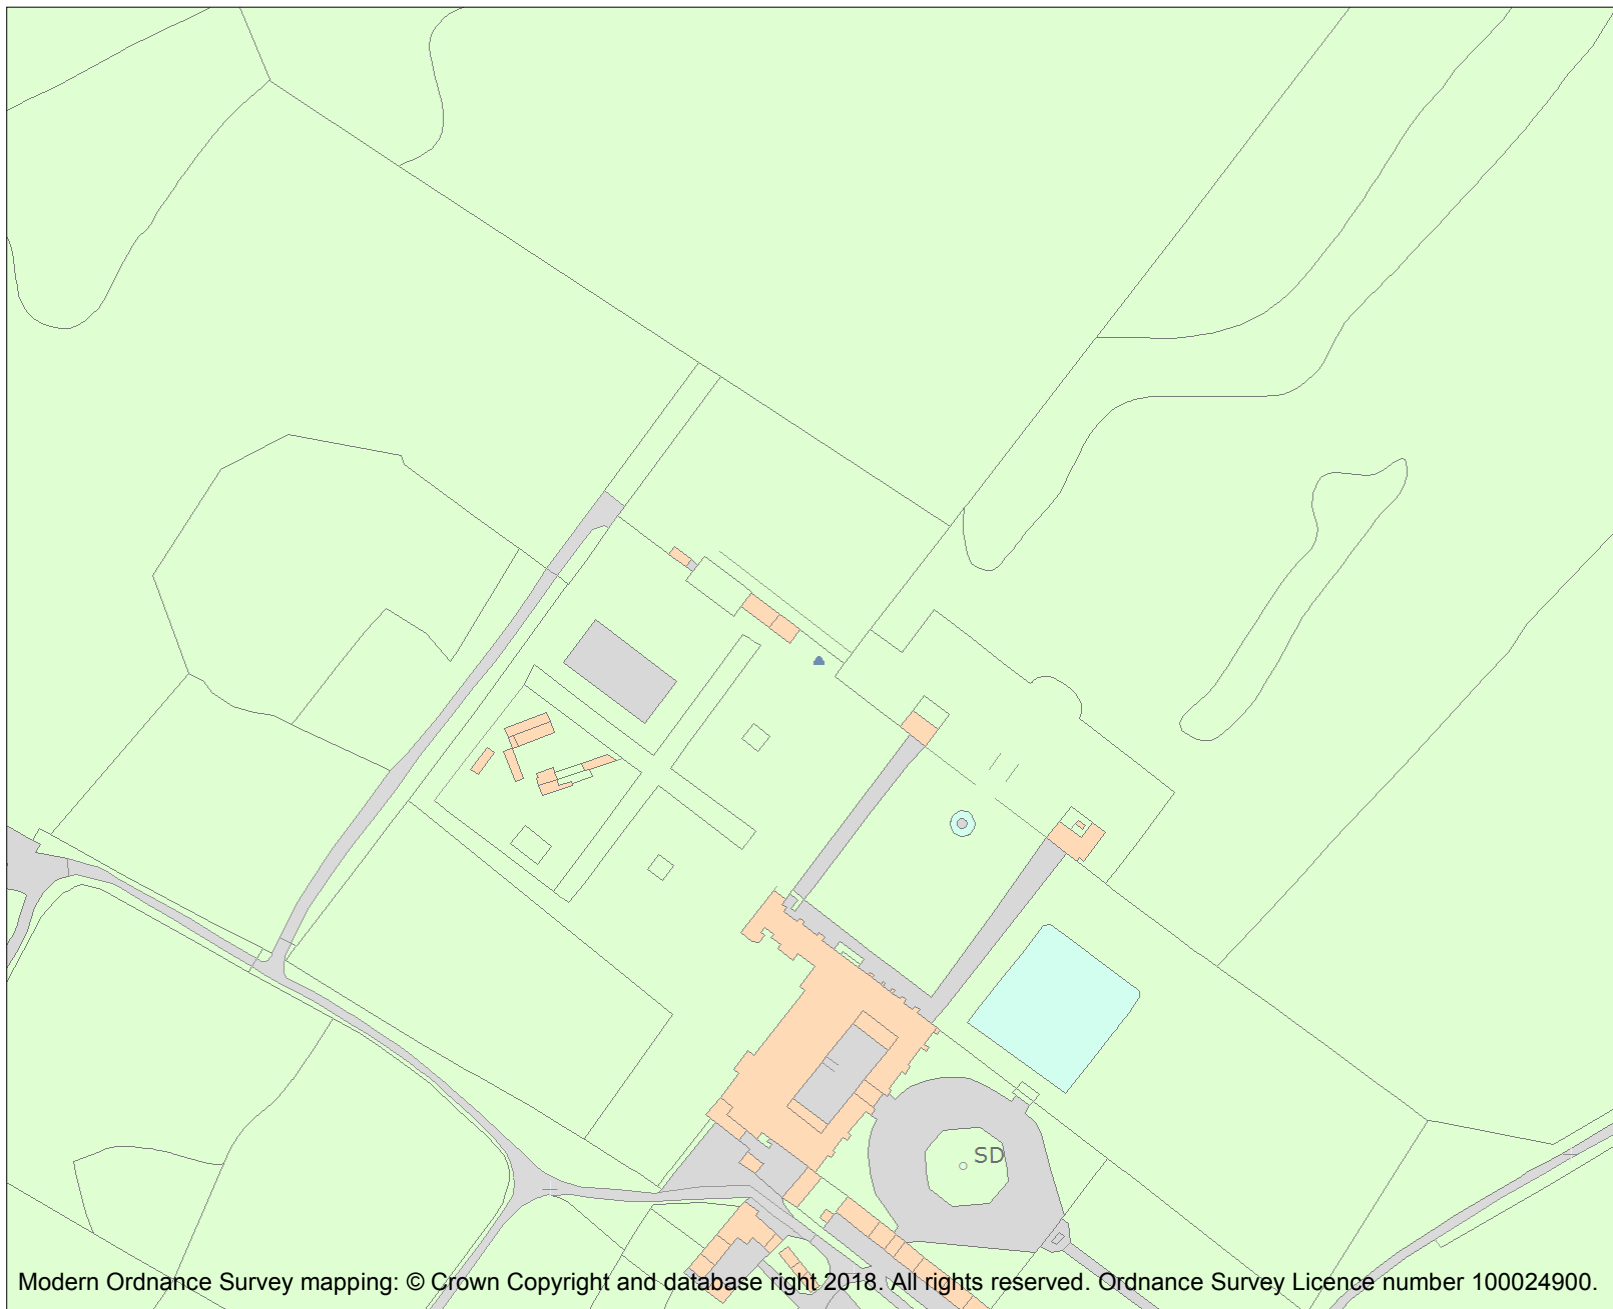 SD
Modern Ordnance Survey mapping: © Crown Copyright and database right 2018. All rights reserved. Ordnance Survey Licence number 100024900.